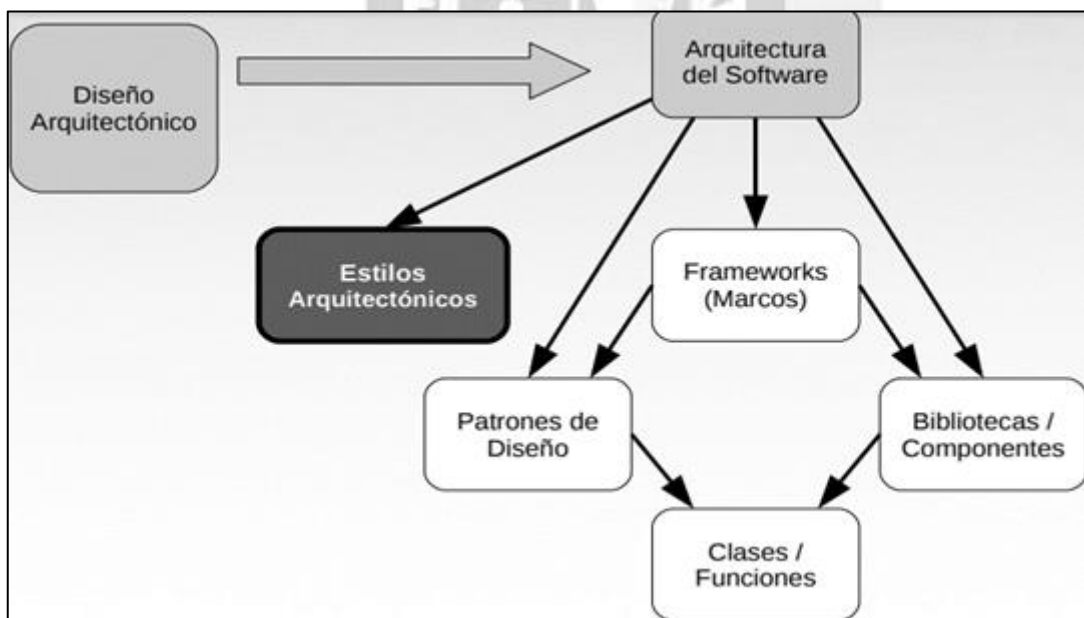 Arquitectura
del Software
Diseño
Arquitectónico
Estilos
Arquitectónicos
Frameworks
(Marcos)
Patrones de
Diseño
Bibliotecas /
Componentes
Clases /
Funciones